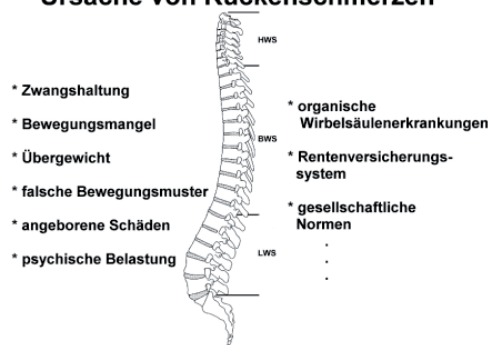 Ursache von Rückenschmerzen
HWS
* Zwangshaltung
* Bewegungsmangel
* Übergewicht
* falsche Bewegungsmuster
* angeborene Schäden
* psychische Belastung
BWS
* organische
Wirbelsäulenerkrankungen
* Rentenversicherungs-
system
* gesellschaftliche
Normen
.
.
.
LWS